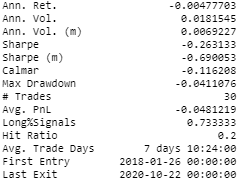 Ann. Ret. -0.00477703
Ann. Vol. 0.0181545
Ann. Vol. (m) 0.0069227
Sharpe -0.263133
Sharpe (m) -0.690053
Calmar -0.116208
Max Drawdown -0.0411076
# Trades 30
Avg. PnL -0.0481219
Long%Signals 0.733333
Hit Ratio 0.2
Avg. Trade Days 7 days 10:24:00
First Entry 2018-01-26 00:00:00
Last Exit 2020-10-22 00:00:00